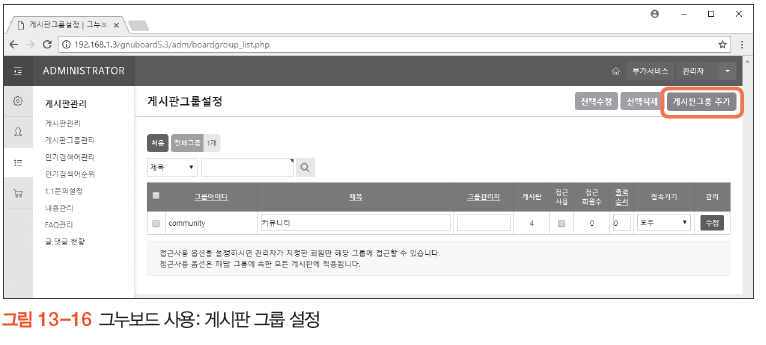 게시판그룹설정 | 그누보
192.168.1.3/gnuboard5.3/adm/boardgroup_list.php
ADMINISTRATOR
부가서비스 관리자
게시판관리
게시판관리
게시판그룹관리
인기검색어관리
인기검색어순위
1:1문의설정
내용관리
FAQ관리
글,댓글 현황
게시판그룹설정
선택수정 선택삭제 게시판그룹 추가
처음 전체그룹 1개
제목
그룹아이디 제목 그룹관리자 게시판 접근사용 접근회원수 출력순서 접속기기 관리
community 커뮤니티 4 0 0 모두 수정
접근사용 옵션을 설정하시면 관리자가 지정한 회원만 해당 그룹에 접근할 수 있습니다.
접근사용 옵션은 해당 그룹에 속한 모든 게시판에 적용됩니다.
그림 13-16 그누보드 사용: 게시판 그룹 설정